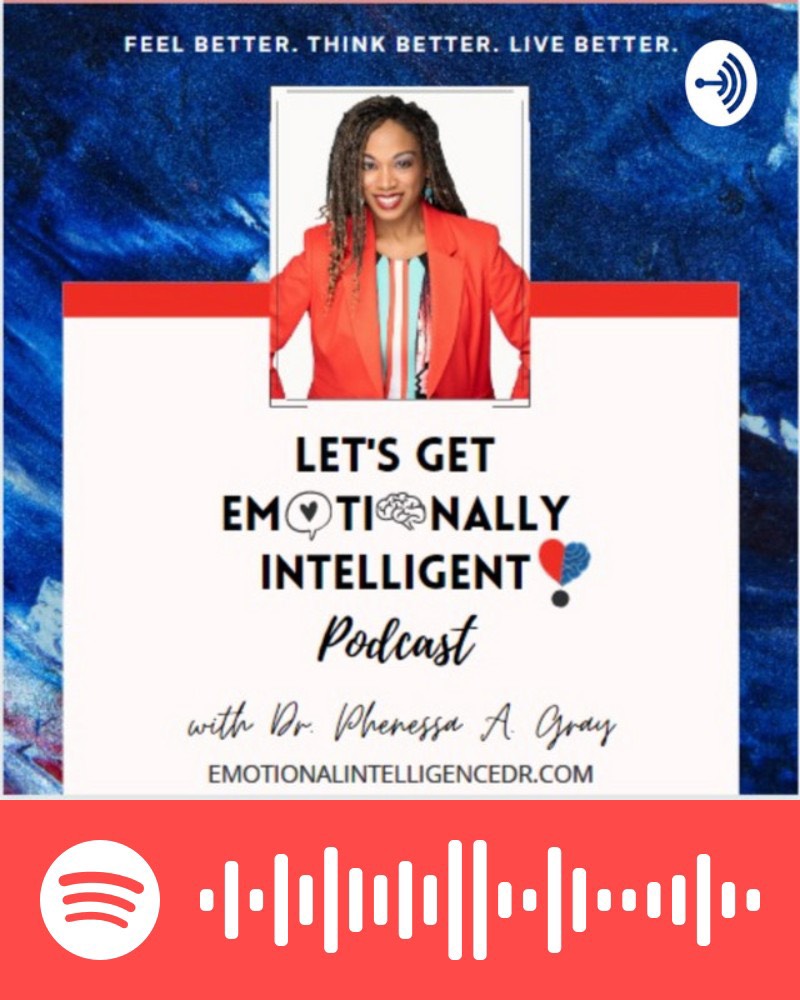 FEEL BETTER. THINK BETTER. LIVE BETTER.
LET'S GET
EMOTIONALLY
INTELLIGENT!
Podcast
with Dr. Phenessa A. Gray
EMOTIONALINTELLIGENCEDR.COM